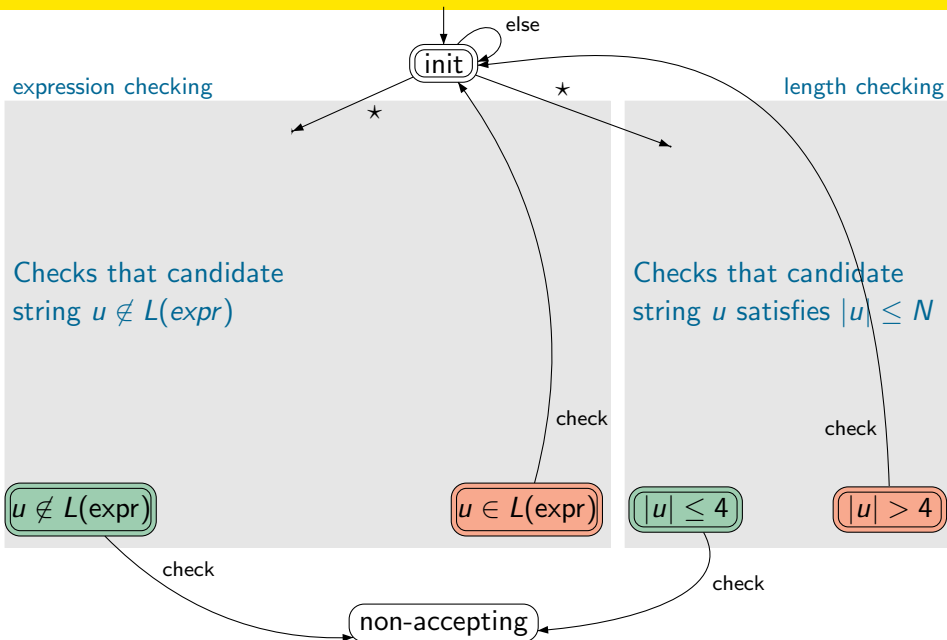 else
init
expression checking
⋆
⋆
length checking
Checks that candidate
string u ∉ L(expr)
Checks that candidate
string u satisfies |u| ≤ N
check
check
u ∉ L(expr)
u ∈ L(expr)
|u| ≤ 4
|u| > 4
check
check
non-accepting